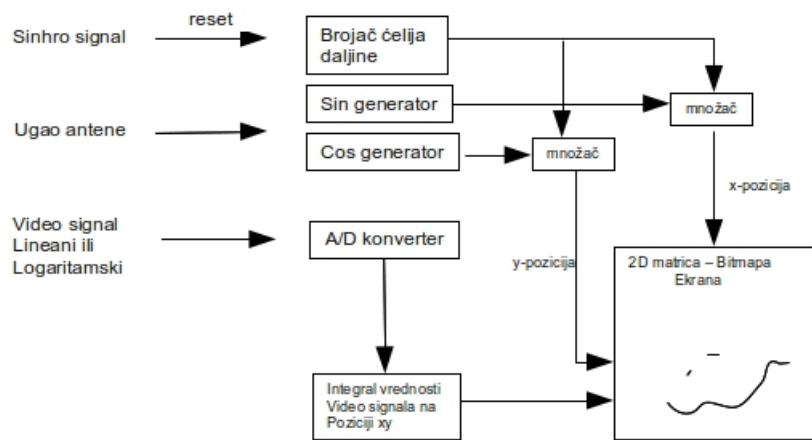 reset
Sinhro signal
Brojač ćelija
daljine
Sin generator
množač
Ugao antene
Cos generator
množač
x-pozicija
Video signal
Lineani ili
Logaritamski
A/D konverter
y-pozicija
2D matrica – Bitmapa
Ekrana
Integral vrednosti
Video signala na
Poziciji xy